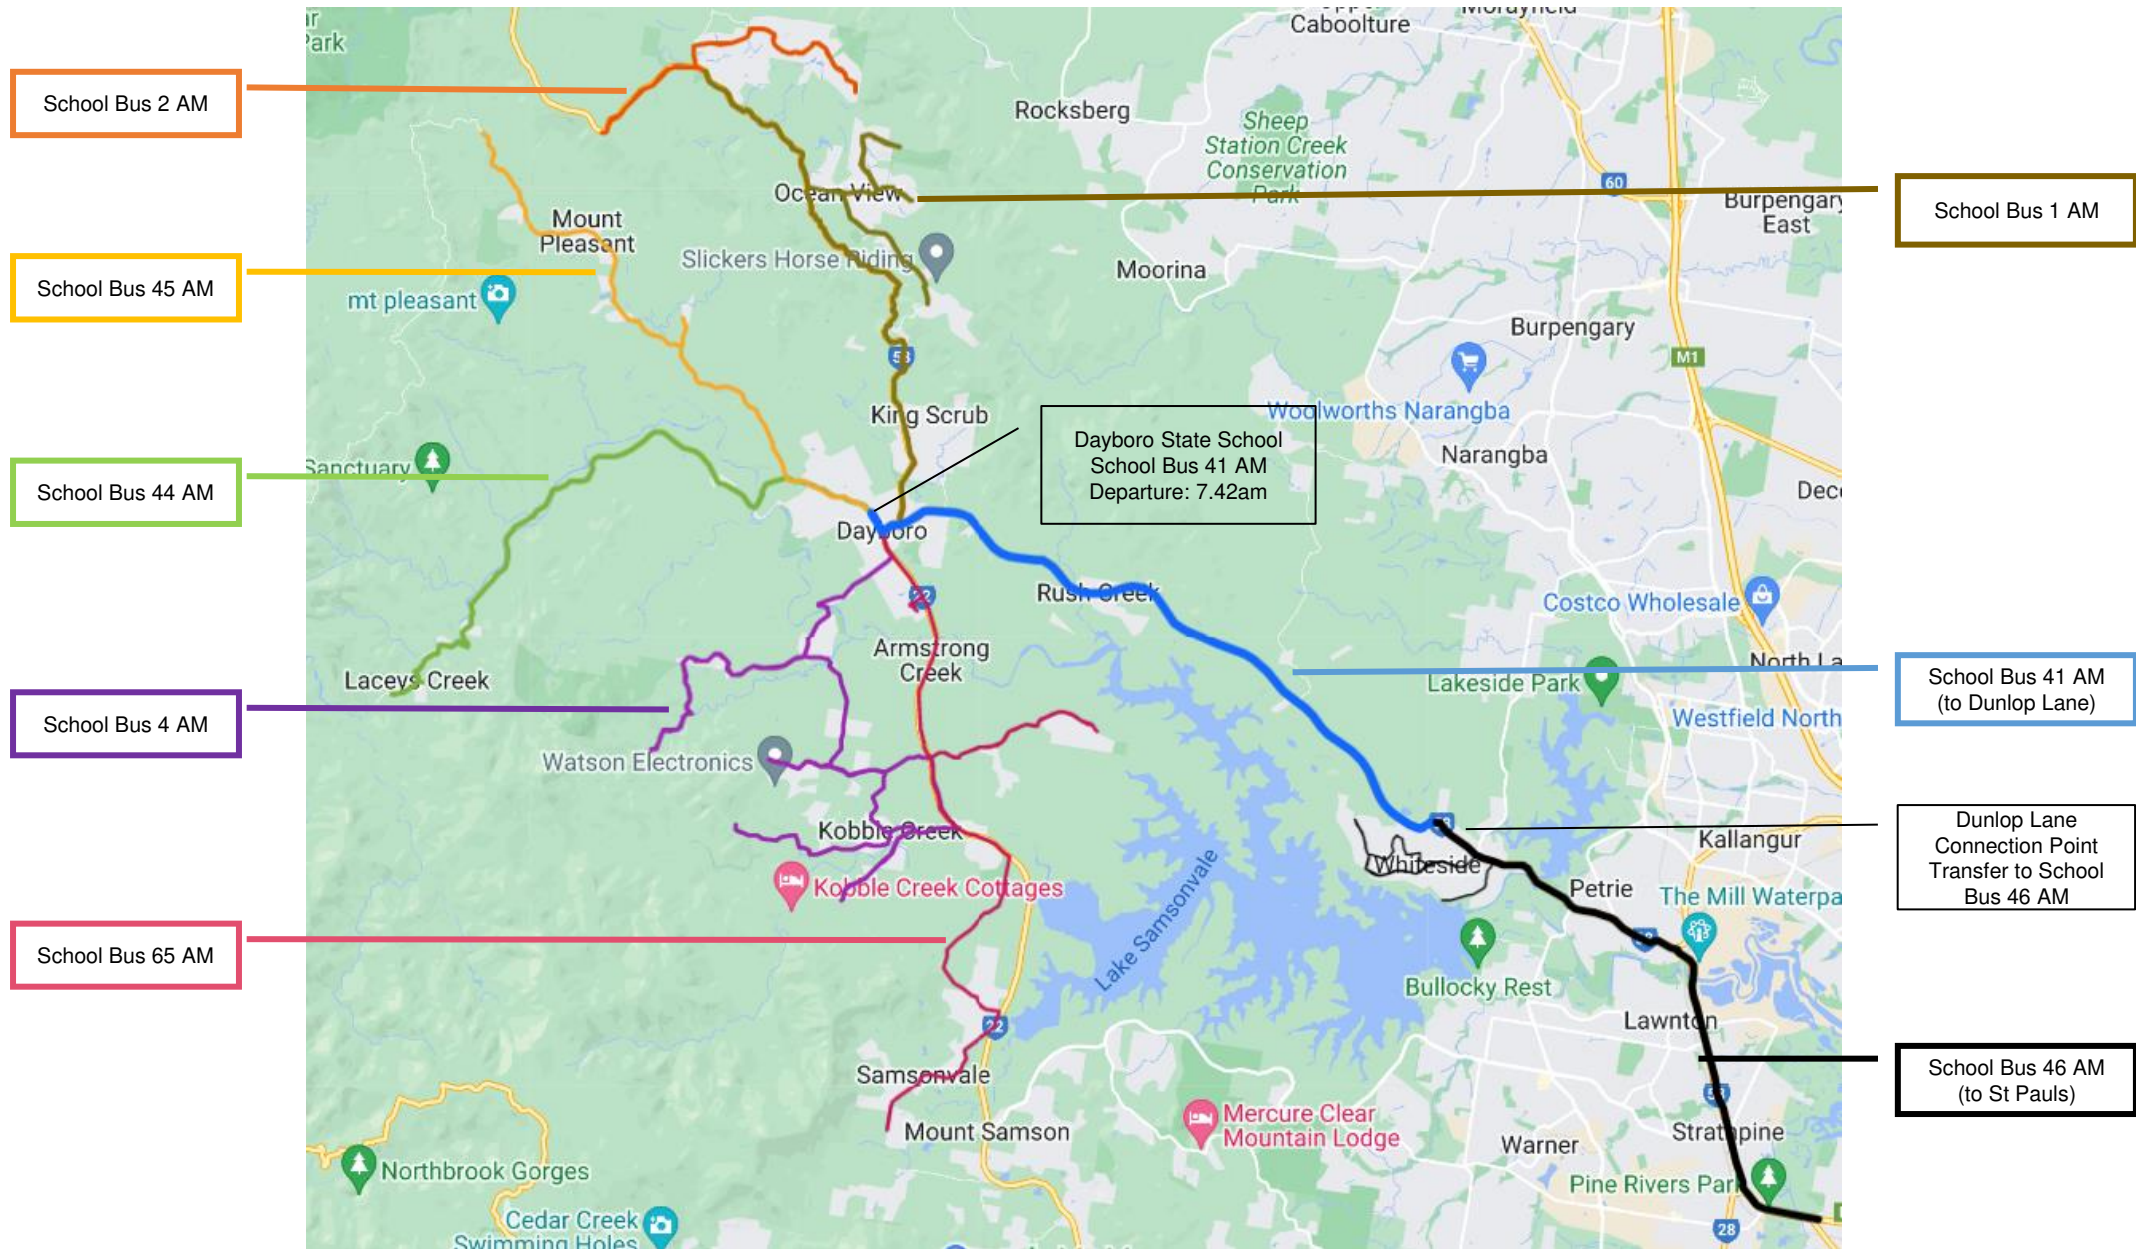 School Bus 2 AM
School Bus 45 AM
School Bus 44 AM
School Bus 4 AM
School Bus 65 AM
Park
Caboolture
Morayfield
Rocksberg
Sheep
Station Creek
Conservation
Park
60
Burpengary
East
School Bus 1 AM
Ocean View
Mount
Pleasant
Slickers Horse Riding
Moorina
mt pleasant
Burpengary
M1
58
King Scrub
Woolworths Narangba
Dayboro State School
School Bus 41 AM
Departure: 7.42am
Narangba
Sanctuary
Dayboro
Rush Creek
22
Costco Wholesale
Armstrong
Creek
Laceys Creek
Lakeside Park
School Bus 41 AM
(to Dunlop Lane)
Westfield North
Watson Electronics
Kobble Creek
Kobble Creek Cottages
Whiteside
Kallangur
Petrie
The Mill Waterpa
Dunlop Lane
Connection Point
Transfer to School
Bus 46 AM
Lake Samsonvale
Bullocky Rest
Lawnton
22
School Bus 46 AM
(to St Pauls)
Samsonvale
Mount Samson
Mercure Clear
Mountain Lodge
Warner
Strathpine
Northbrook Gorges
Pine Rivers Park
Cedar Creek
Swimming Holes
28